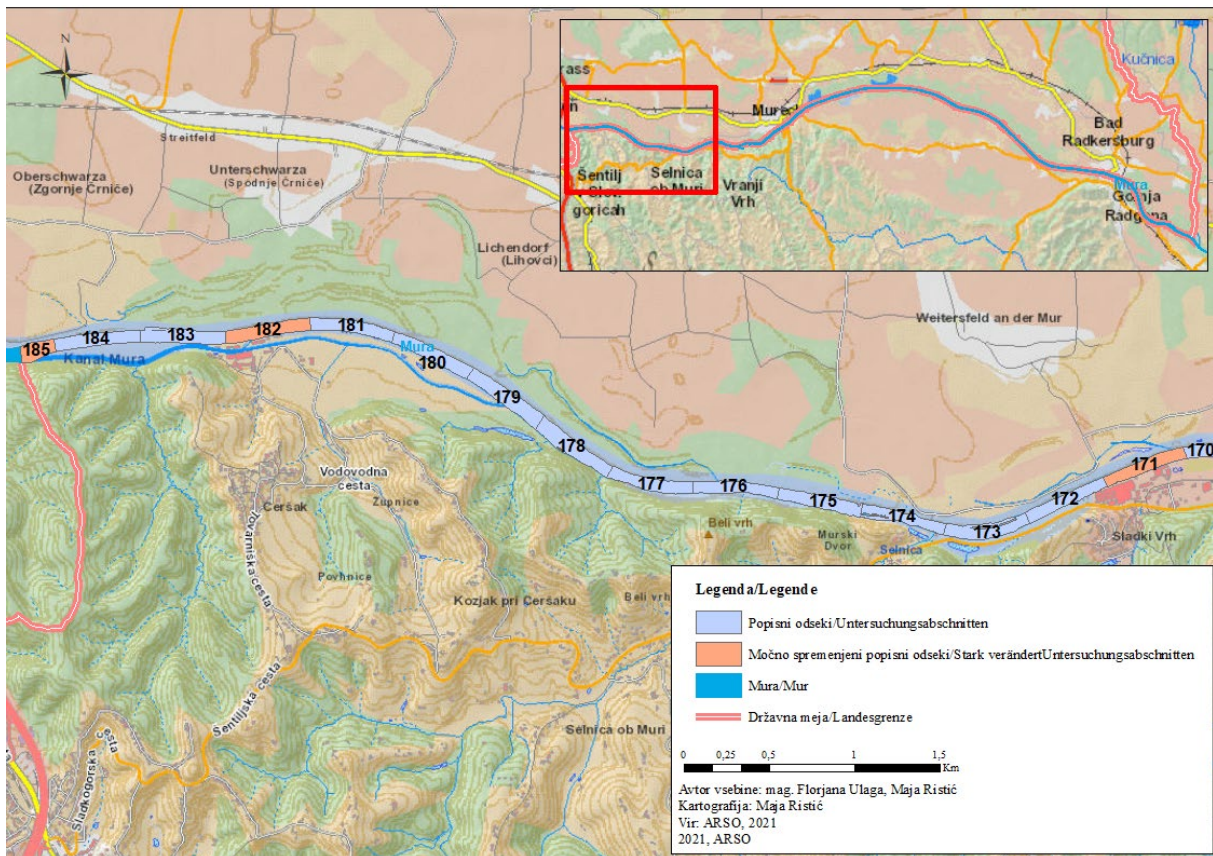 N
Streitfeld
Oberschwarza
(Zgornje Črniče)
Unterschwarza
(Spodnje Črniče)
Lichendorf
(Lihovci)
Weitersfeld an der Mur
Kučnica
Mureck
Bad
Radkersburg
Šentilj
goricah
Selnica
ob Muri
Vranji
Vrh
Mura
Gornja
Radgona
185
184
183
182
181
180
179
178
177
176
175
174
173
172
171
170
Kanal Mura
Mura
Vodovodna
cesta
Zupnice
Ceršak
Tovarniška cesta
Povhnice
Kozjak pri Ceršaku
Beli vrh
Beli vrh
Murski
Dvor
Selnica
Sladki Vrh
Šentiljska cesta
Selnica ob Muri
Sladkogorska
cesta
Legenda/Legende
Popisni odseki/Untersuchungsabschnitten
Močno spremenjeni popisni odseki/Stark verändertUntersuchungsabschnitten
Mura/Mur
Državna meja/Landesgrenze
0 0,25 0,5 1 1,5
Km
Avtor vsebine: mag. Florjana Ulaga, Maja Ristić
Kartografija: Maja Ristić
Vir: ARSO, 2021
2021, ARSO